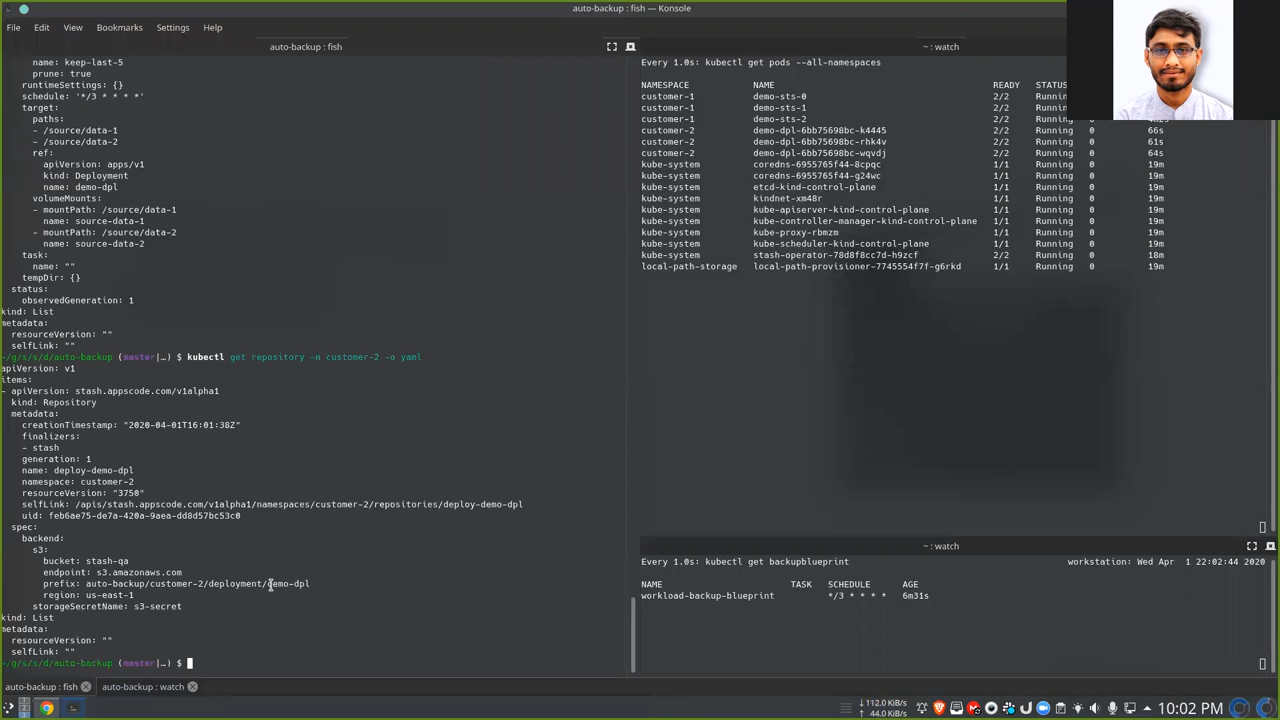 auto-backup : fish — Konsole
File Edit View Bookmarks Settings Help
auto-backup : fish
name: keep-last-5
prune: true
runtimeSettings: {}
schedule: '*/3 * * * *'
target:
paths:
- /source/data-1
- /source/data-2
ref:
apiVersion: apps/v1
kind: Deployment
name: demo-dpl
volumeMounts:
- mountPath: /source/data-1
name: source-data-1
- mountPath: /source/data-2
name: source-data-2
task:
name: ""
tempDir: {}
status:
observedGeneration: 1
kind: List
metadata:
resourceVersion: ""
selfLink: ""
~/g/s/s/d/auto-backup (master|…) $ kubectl get repository -n customer-2 -o yaml
apiVersion: v1
items:
- apiVersion: stash.appscode.com/v1alpha1
kind: Repository
metadata:
creationTimestamp: "2020-04-01T16:01:38Z"
finalizers:
- stash
generation: 1
name: deploy-demo-dpl
namespace: customer-2
resourceVersion: "3750"
selfLink: /apis/stash.appscode.com/v1alpha1/namespaces/customer-2/repositories/deploy-demo-dpl
uid: feb6ae75-de7a-420a-9aea-dd8d57bc53c0
spec:
backend:
s3:
bucket: stash-qa
endpoint: s3.amazonaws.com
prefix: auto-backup/customer-2/deployment/demo-dpl
region: us-east-1
storageSecretName: s3-secret
kind: List
metadata:
resourceVersion: ""
selfLink: ""
~/g/s/s/d/auto-backup (master|…) $
~ : watch
Every 1.0s: kubectl get pods --all-namespaces
NAMESPACE NAME READY STATUS
customer-1 demo-sts-0 2/2 Runnin
customer-1 demo-sts-1 2/2 Runnin
customer-1 demo-sts-2 2/2 Running 0
customer-2 demo-dpl-6bb75698bc-k4445 2/2 Running 0 66s
customer-2 demo-dpl-6bb75698bc-rhk4v 2/2 Running 0 61s
customer-2 demo-dpl-6bb75698bc-wqvdj 2/2 Running 0 64s
kube-system coredns-6955765f44-8cpqc 1/1 Running 0 19m
kube-system coredns-6955765f44-g24wc 1/1 Running 0 19m
kube-system etcd-kind-control-plane 1/1 Running 0 19m
kube-system kindnet-xm48r 1/1 Running 0 19m
kube-system kube-apiserver-kind-control-plane 1/1 Running 0 19m
kube-system kube-controller-manager-kind-control-plane 1/1 Running 0 19m
kube-system kube-proxy-rbmzm 1/1 Running 0 19m
kube-system kube-scheduler-kind-control-plane 1/1 Running 0 19m
kube-system stash-operator-78d8f8cc7d-h9zcf 2/2 Running 0 18m
local-path-storage local-path-provisioner-7745554f7f-g6rkd 1/1 Running 0 19m
~ : watch
Every 1.0s: kubectl get backupblueprint workstation: Wed Apr 1 22:02:44 2020
NAME TASK SCHEDULE AGE
workload-backup-blueprint */3 * * * * 6m31s
auto-backup : fish auto-backup : watch
↓112.0 KiB/s
↑ 44.0 KiB/s
10:02 PM